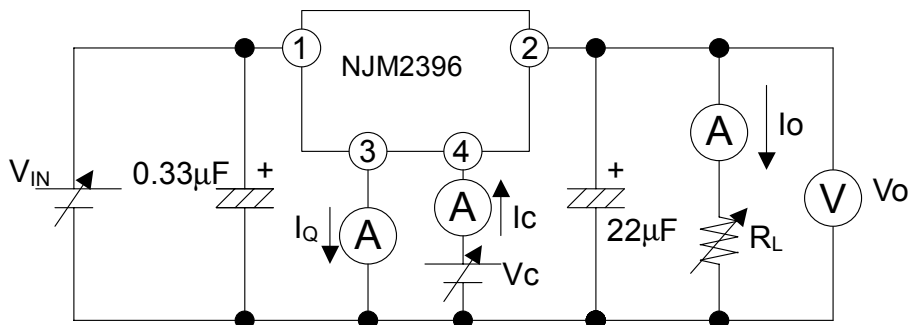 1
2
NJM2396
3
4
V_IN
0.33µF
+
I_Q
A
A
Ic
Vc
+
22µF
A
Io
R_L
V
Vo